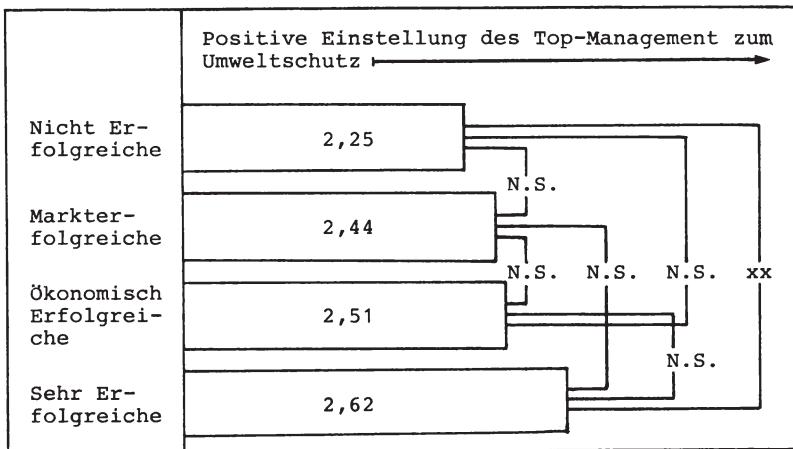 Positive Einstellung des Top-Management zum
Umweltschutz
Nicht Er-
folgreiche
2,25
N.S.
Markter-
folgreiche
2,44
N.S. N.S. N.S. xx
Ökonomisch
Erfolgrei-
che
2,51
N.S.
Sehr Er-
folgreiche
2,62